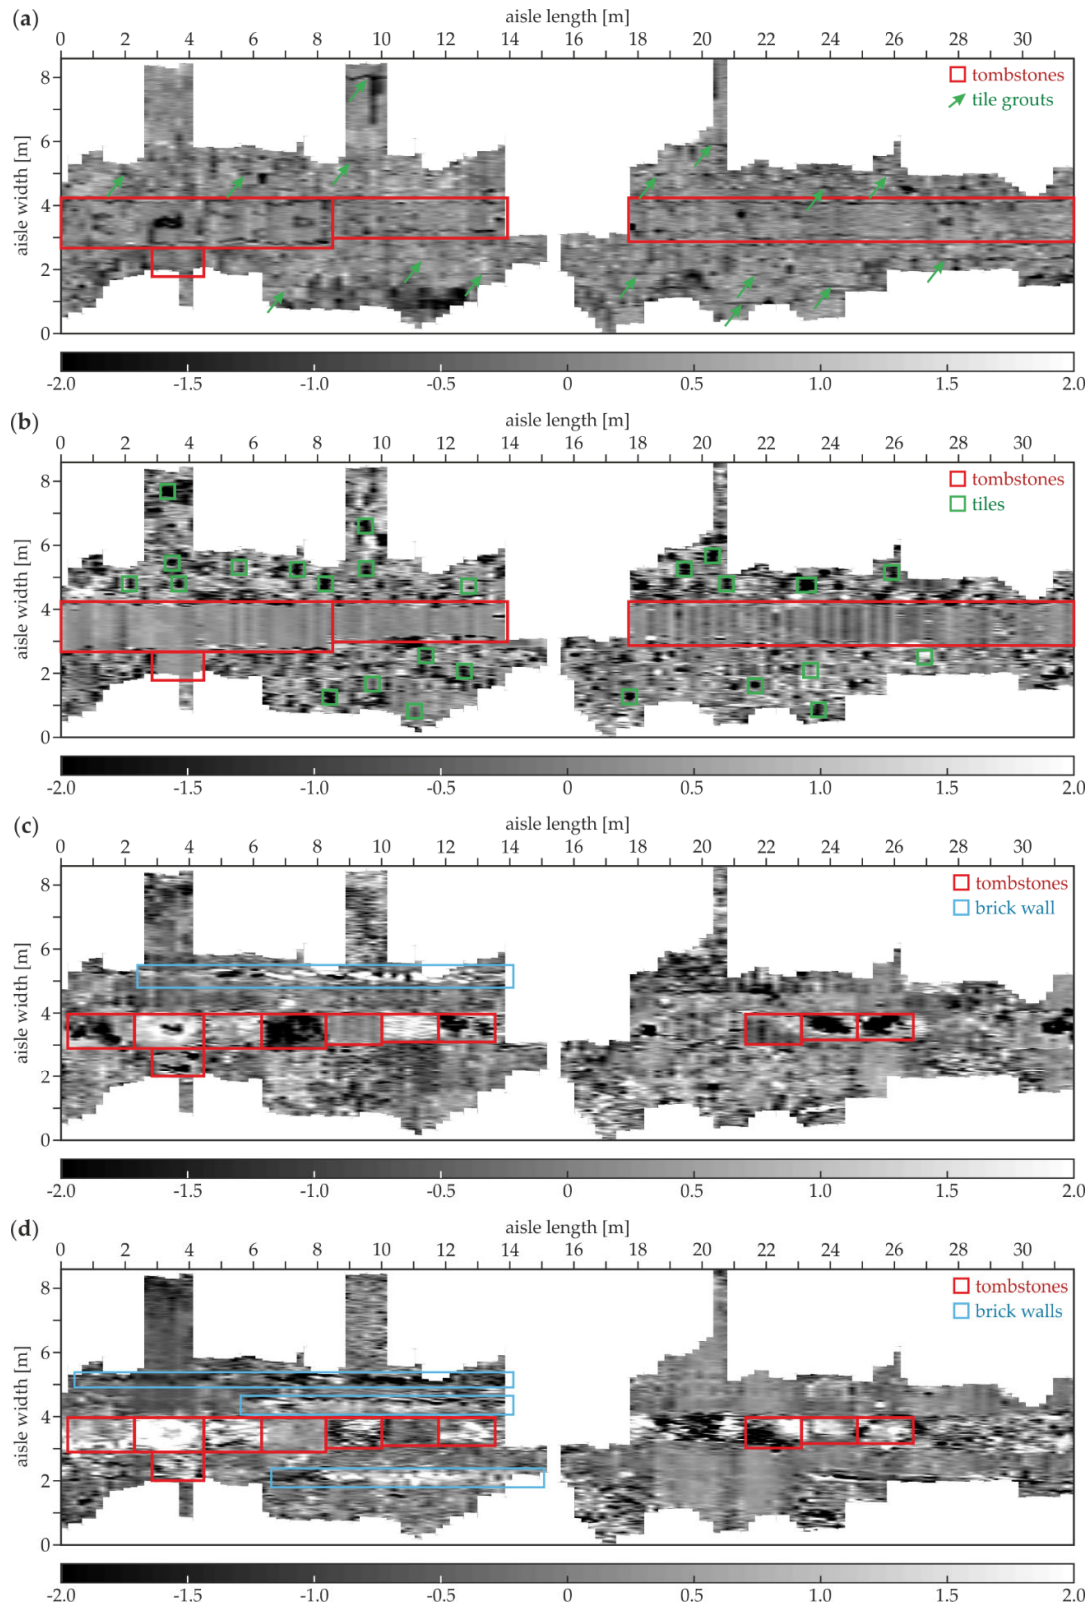 (a)
aisle length [m]
0 2 4 6 8 10 12 14 16 18 20 22 24 26 28 30 32
tombstones
tile grouts
aisle width [m]
8
6
4
2
0
-2.0 -1.5 -1.0 -0.5 0 0.5 1.0 1.5 2.0
(b)
aisle length [m]
0 2 4 6 8 10 12 14 16 18 20 22 24 26 28 30
tombstones
tiles
aisle width [m]
8
6
4
2
0
-2.0 -1.5 -1.0 -0.5 0 0.5 1.0 1.5 2.0
(c)
aisle length [m]
0 2 4 6 8 10 12 14 16 18 20 22 24 26 28 30
tombstones
brick wall
aisle width [m]
8
6
4
2
0
-2.0 -1.5 -1.0 -0.5 0 0.5 1.0 1.5 2.0
(d)
aisle length [m]
0 2 4 6 8 10 12 14 16 18 20 22 24 26 28 30
tombstones
brick walls
aisle width [m]
8
6
4
2
0
-2.0 -1.5 -1.0 -0.5 0 0.5 1.0 1.5 2.0